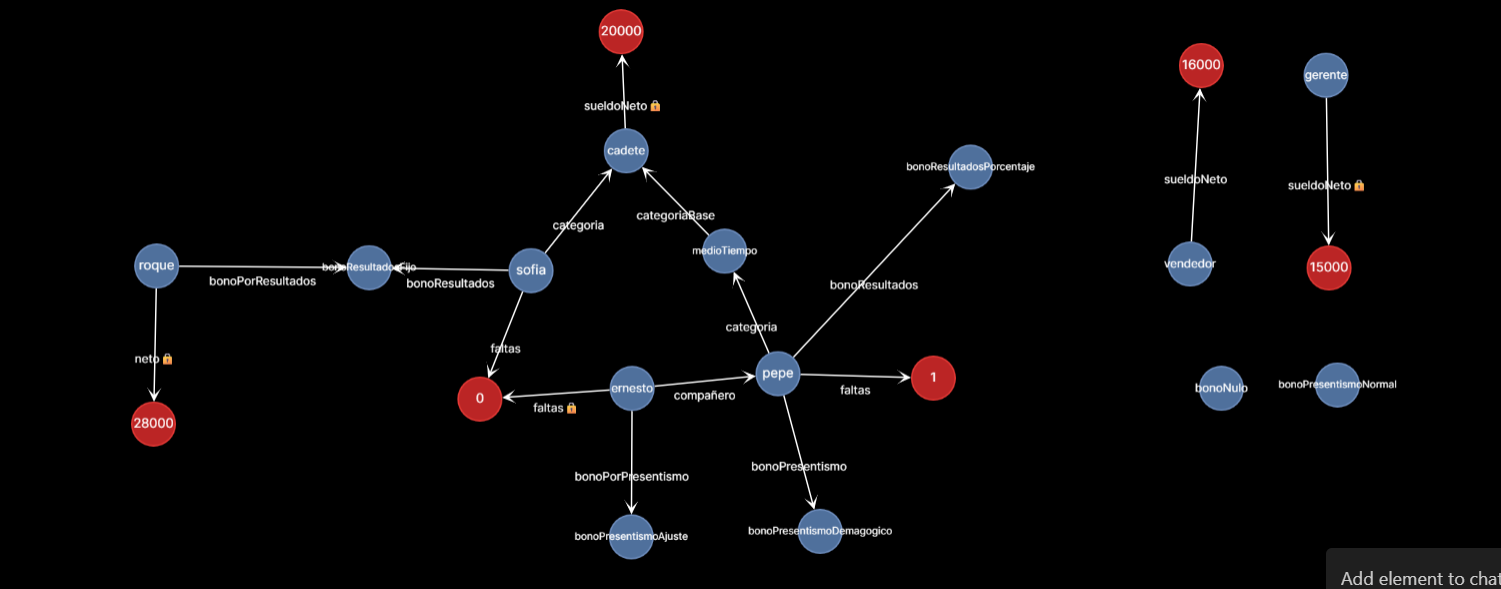 20000
16000
gerente
sueldoNeto
cadete
bonoResultadosPorcentaje
sueldoNeto
sueldoNeto
categoriaBase
categoria
medioTiempo
roque
bonoResultadosFijo
sofia
vendedor
15000
bonoPorResultados
bonoResultados
bonoResultados
categoria
faltas
neto
pepe
1
bonoNulo
bonoPresentismoNormal
0
ernesto
compañero
faltas
faltas
28000
bonoPorPresentismo
bonoPresentismo
bonoPresentismoAjuste
bonoPresentismoDemagogico
Add element to chat